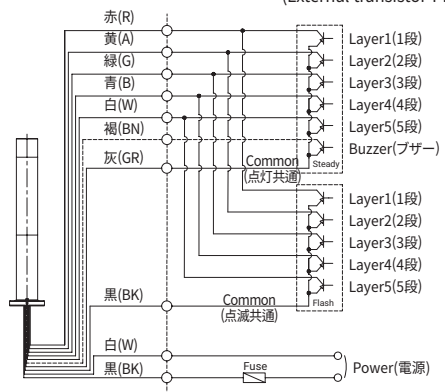 赤(R)
黄(A)
緑(G)
青(B)
白(W)
褐(BN)
灰(GR)
Common
(点灯共通)
Layer1(1段)
Layer2(2段)
Layer3(3段)
Layer4(4段)
Layer5(5段)
Buzzer(ブザー)
Steady
Layer1(1段)
Layer2(2段)
Layer3(3段)
Layer4(4段)
Layer5(5段)
Flash
黒(BK)
Common
(点滅共通)
白(W)
黒(BK)
Fuse
Power(電源)